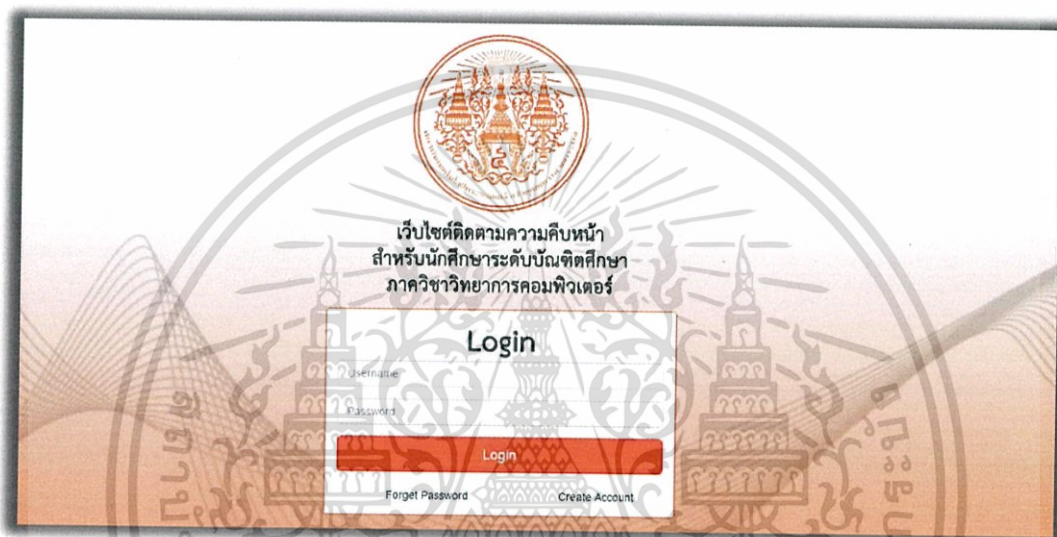 เว็บไซต์ติดตามความคืบหน้า
สำหรับนักศึกษาระดับบัณฑิตศึกษา
ภาควิชาวิทยาการคอมพิวเตอร์
Login
Username
Password
Login
Forget Password Create Account